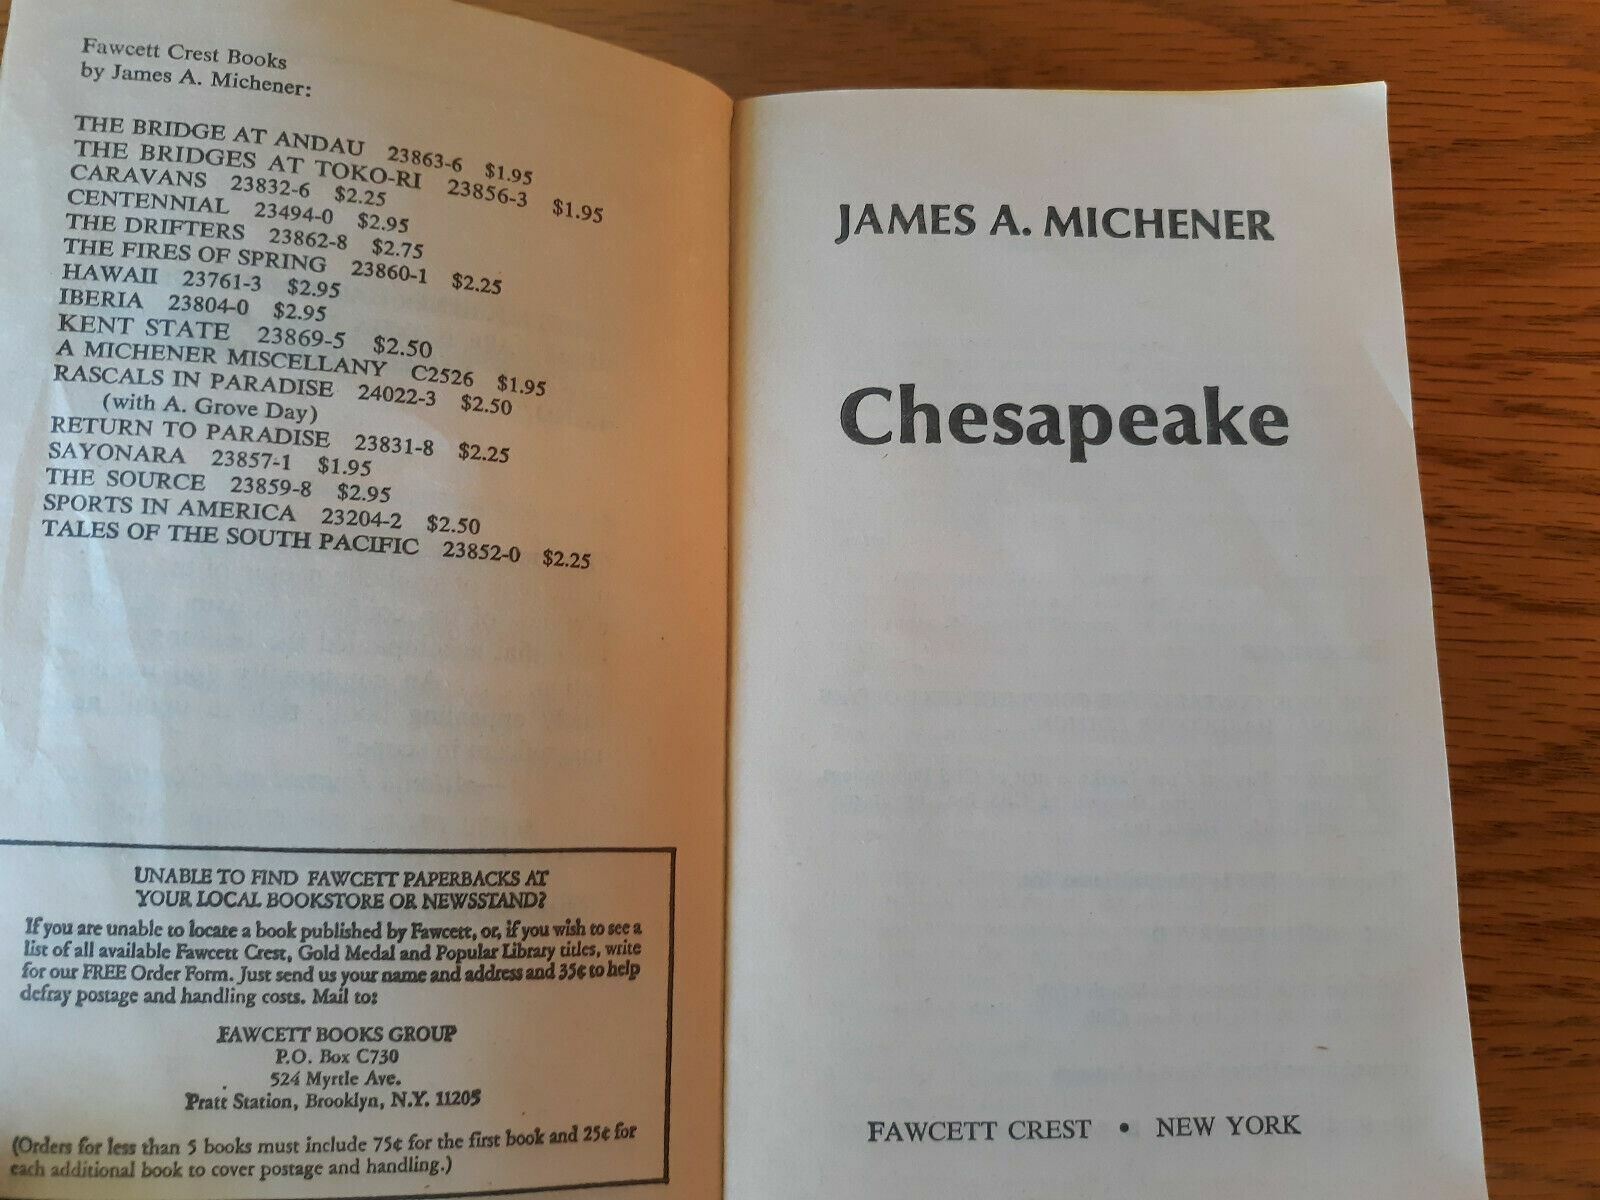 Fawcett Crest Books
by James A. Michener:
THE BRIDGE AT ANDAU 23863-6 $1.95
THE BRIDGES AT TOKO-RI 23856-3 $1.95
CARAVANS 23832-6 $2.25
CENTENNIAL 23494-0 $2.95
THE DRIFTERS 23862-8 $2.75
THE FIRES OF SPRING 23860-1 $2.25
HAWAII 23761-3 $2.95
IBERIA 23804-0 $2.95
KENT STATE 23869-5 $2.50
A MICHENER MISCELLANY C2526 $1.95
RASCALS IN PARADISE 24022-3 $2.50
(with A. Grove Day)
RETURN TO PARADISE 23831-8 $2.25
SAYONARA 23857-1 $1.95
THE SOURCE 23859-8 $2.95
SPORTS IN AMERICA 23204-2 $2.50
TALES OF THE SOUTH PACIFIC 23852-0 $2.25
UNABLE TO FIND FAWCETT PAPERBACKS AT
YOUR LOCAL BOOKSTORE OR NEWSSTAND?
If you are unable to locate a book published by Fawcett, or, if you wish to see a
list of all available Fawcett Crest, Gold Medal and Popular Library titles, write
for our FREE Order Form. Just send us your name and address and 35¢ to help
defray postage and handling costs. Mail to:
FAWCETT BOOKS GROUP
P.O. Box C730
524 Myrtle Ave.
Pratt Station, Brooklyn, N.Y. 11205
(Orders for less than 5 books must include 75¢ for the first book and 25¢ for
each additional book to cover postage and handling.)
JAMES A. MICHENER
Chesapeake
FAWCETT CREST • NEW YORK